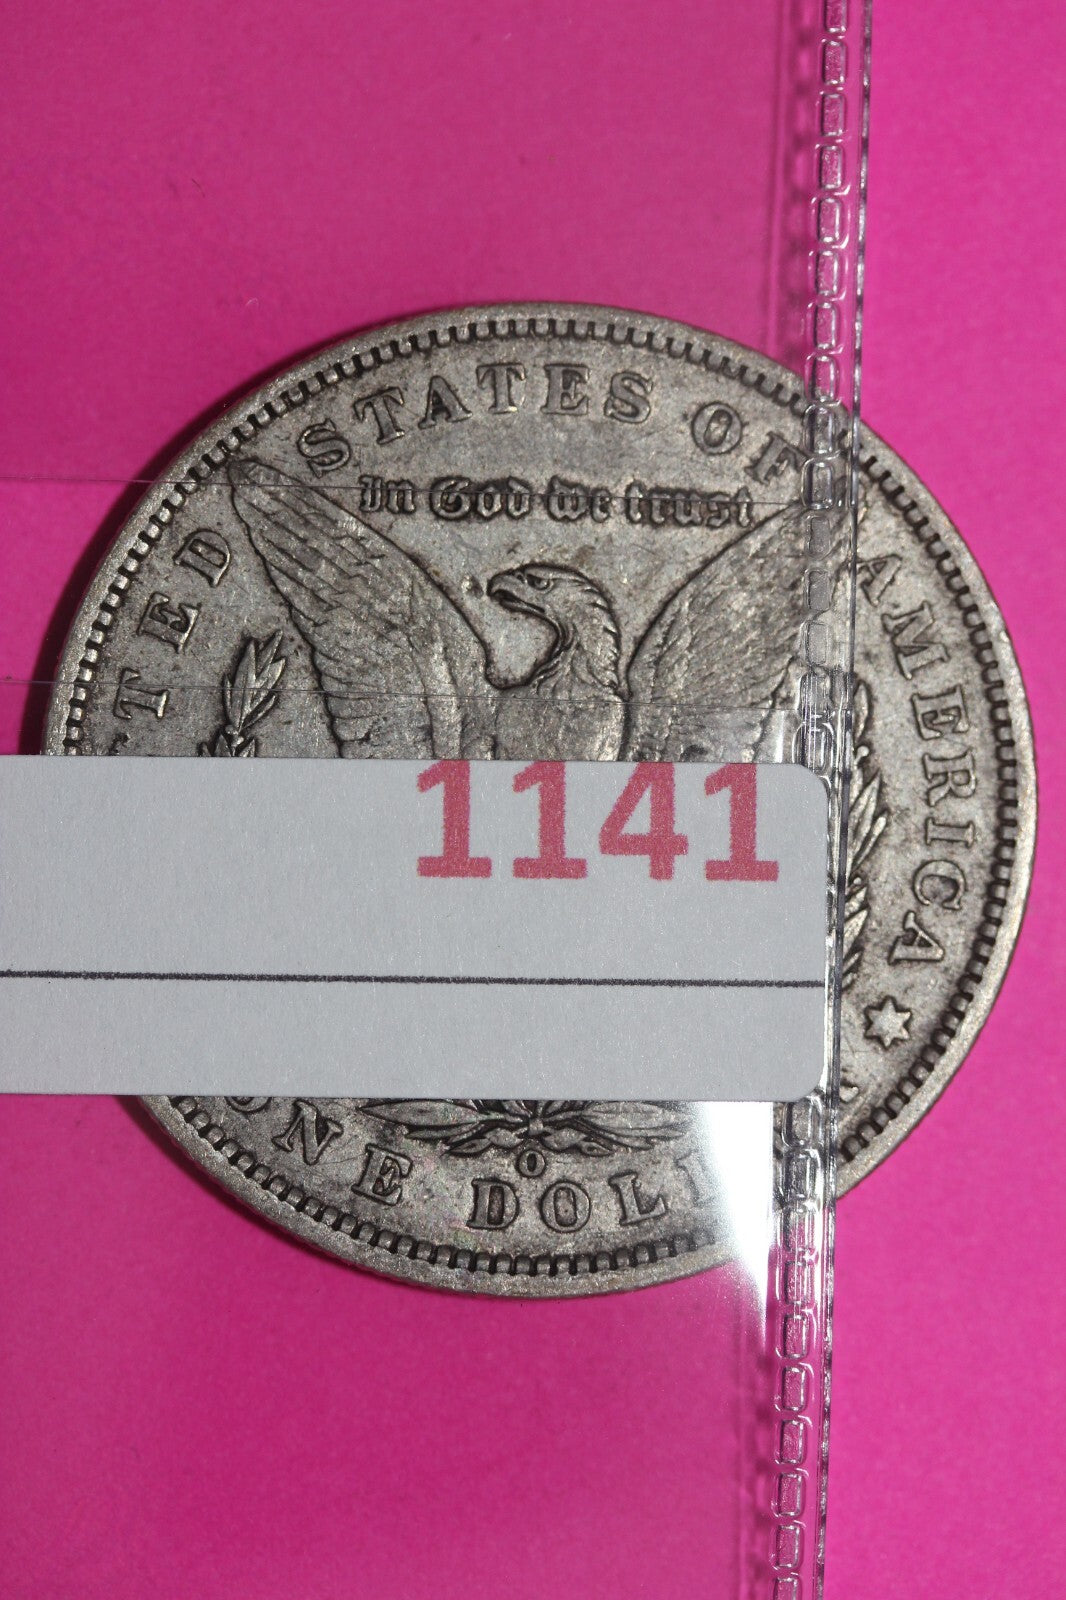 TED STATES OF AMERICA
In God we trust
1141
ONE DOL
O